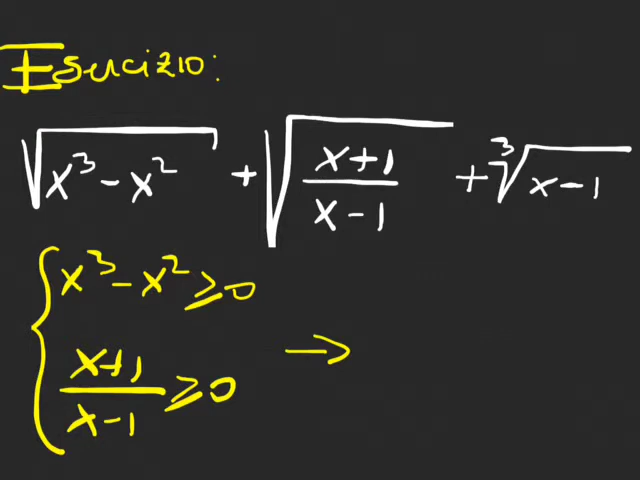 Esercizio:
√(x³ - x²) + √((x+1)/(x-1)) + ∛(x-1)
{ x³ - x² ≥ 0
(x+1)/(x-1) ≥ 0 →